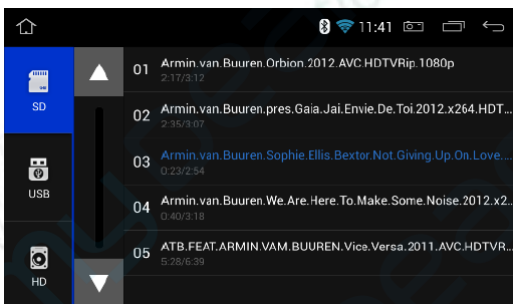 11:41
SD
USB
HD
01 Armin.van.Buuren.Orbion.2012.AVC.HDTVRip.1080p
2:17/3:12
02 Armin.van.Buuren.pres.Gaia.Jai.Envie.De.Toi.2012.x264.HDT...
2:35/3:07
03 Armin.van.Buuren.Sophie.Ellis.Bextor.Not.Giving.Up.On.Love....
0:23/2:54
04 Armin.van.Buuren.We.Are.Here.To.Make.Some.Noise.2012.x2...
0:40/3:18
05 ATB.FEAT.ARMIN.VAM.BUUREN.Vice.Versa.2011.AVC.HDTVR...
5:28/6:39